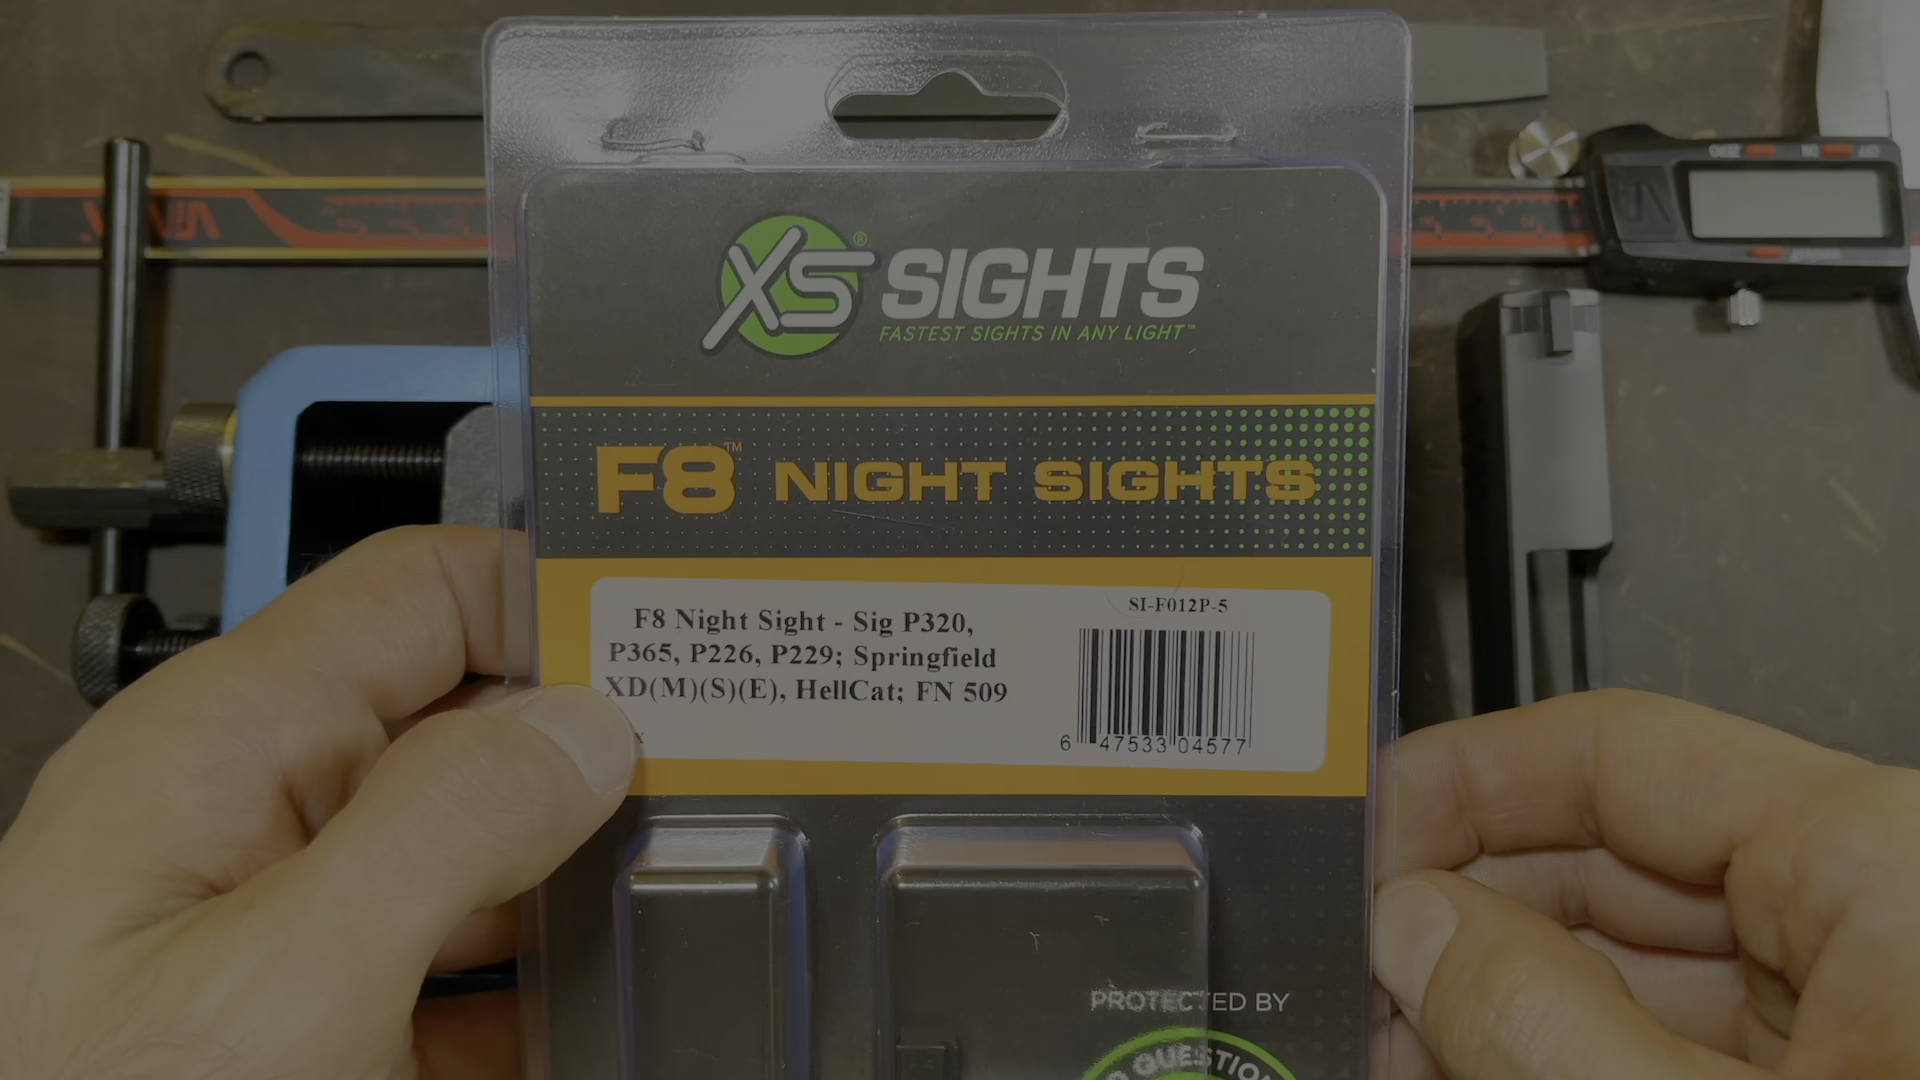 XS® SIGHTS
FASTEST SIGHTS IN ANY LIGHT™
F8™ NIGHT SIGHTS
F8 Night Sight - Sig P320,
P365, P226, P229; Springfield
XD(M)(S)(E), HellCat; FN 509
x
SI-F012P-5
6 47533 04577
PROTECTED BY
QUESTION